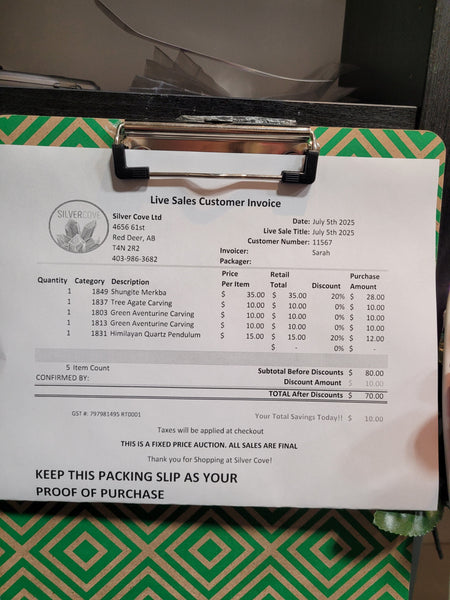 Live Sales Customer Invoice
SILVERCOVE
Silver Cove Ltd
4656 61st
Red Deer, AB
T4N 2R2
403-986-3682
Date: July 5th 2025
Live Sale Title: July 5th 2025
Customer Number: 11567
Invoicer: Sarah
Packager:
Quantity Category Description Price Per Item Retail Total Discount Purchase Amount
1 1849 Shungite Merkba $ 35.00 $ 35.00 20% $ 28.00
1 1837 Tree Agate Carving $ 10.00 $ 10.00 0% $ 10.00
1 1803 Green Aventurine Carving $ 10.00 $ 10.00 0% $ 10.00
1 1813 Green Aventurine Carving $ 10.00 $ 10.00 0% $ 10.00
1 1831 Himilayan Quartz Pendulum $ 15.00 $ 15.00 20% $ 12.00
$ - 0% $ -
5 Item Count
Subtotal Before Discounts $ 80.00
CONFIRMED BY:
Discount Amount $ 10.00
TOTAL After Discounts $ 70.00
GST #: 797981495 RT0001
Your Total Savings Today!! $ 10.00
Taxes will be applied at checkout
THIS IS A FIXED PRICE AUCTION. ALL SALES ARE FINAL
Thank you for Shopping at Silver Cove!
KEEP THIS PACKING SLIP AS YOUR
PROOF OF PURCHASE